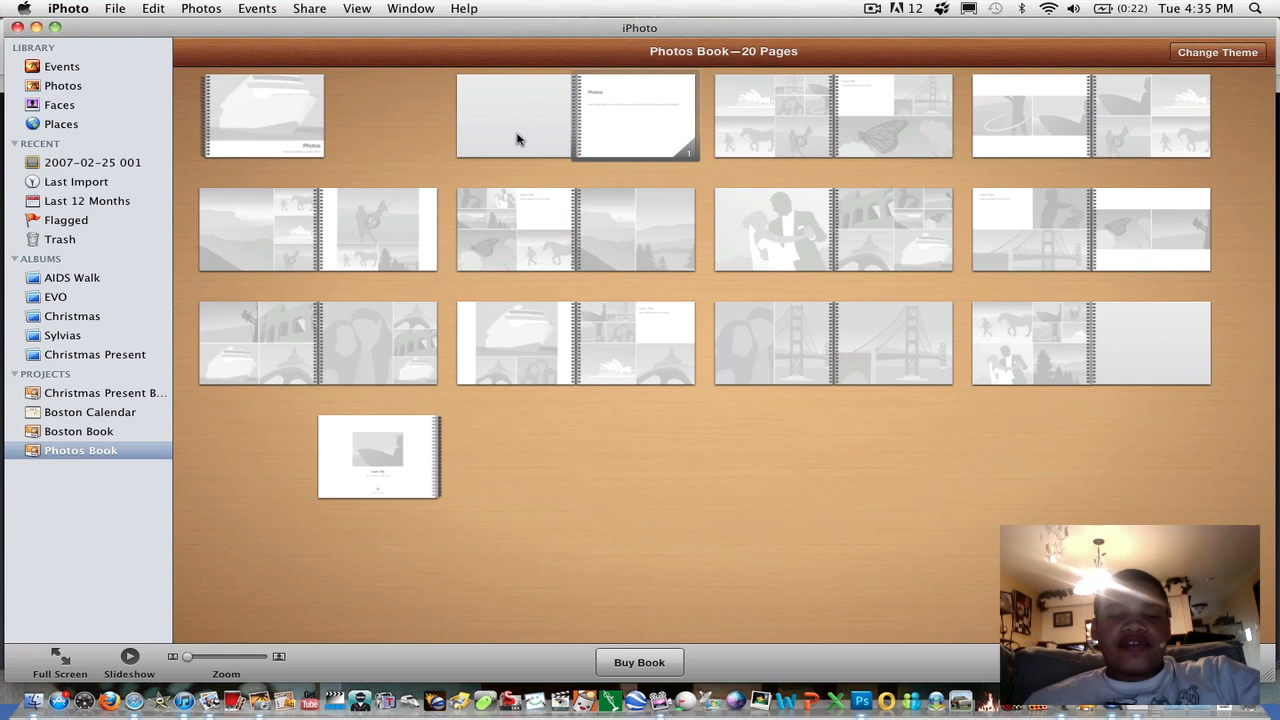 iPhoto File Edit Photos Events Share View Window Help 12 (0:22) Tue 4:35 PM
iPhoto
LIBRARY
Events
Photos
Faces
Places
RECENT
2007-02-25 001
Last Import
Last 12 Months
Flagged
Trash
ALBUMS
AIDS Walk
EVO
Christmas
Sylvias
Christmas Present
PROJECTS
Christmas Present B...
Boston Calendar
Boston Book
Photos Book
Photos Book—20 Pages
Change Theme
Photos
Photos
1
Full Screen
Slideshow
Zoom
Buy Book